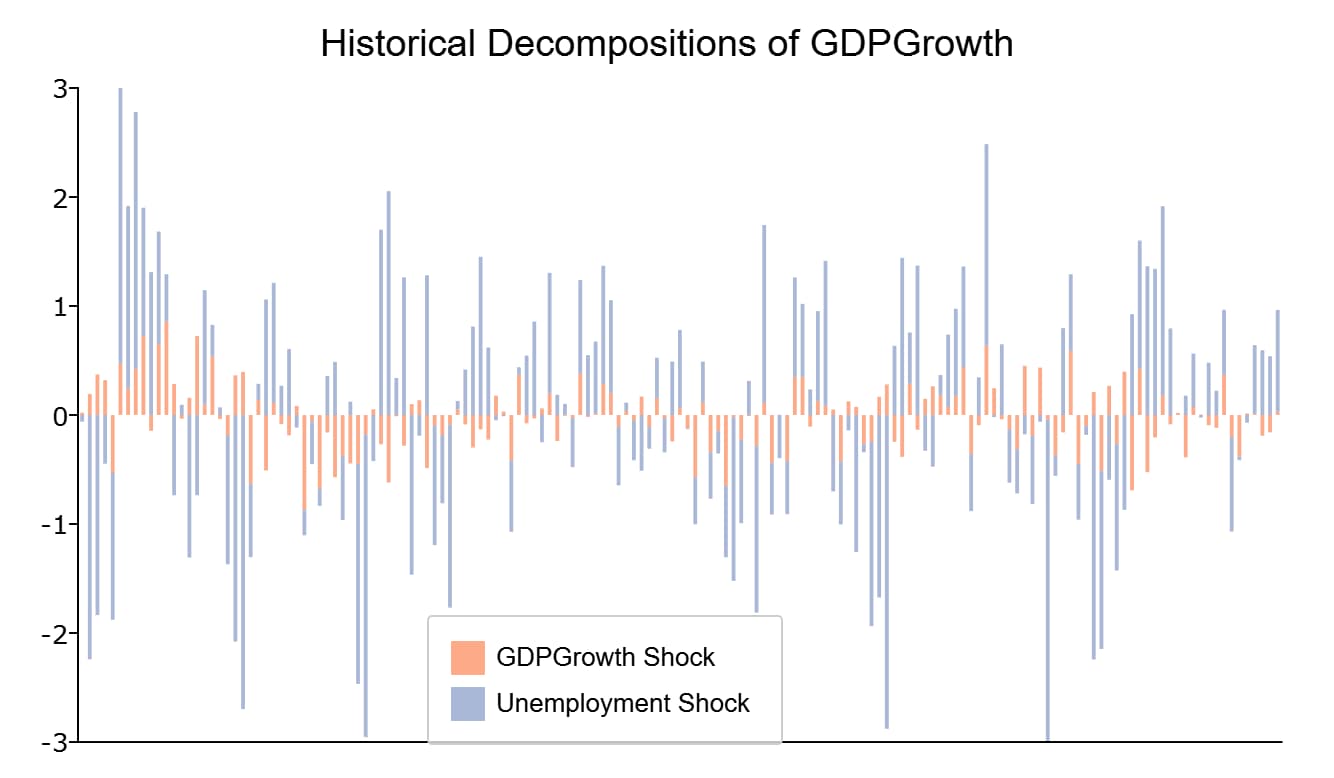 Historical Decompositions of GDPGrowth
3
2
1
0
-1
-2
-3
GDPGrowth Shock
Unemployment Shock